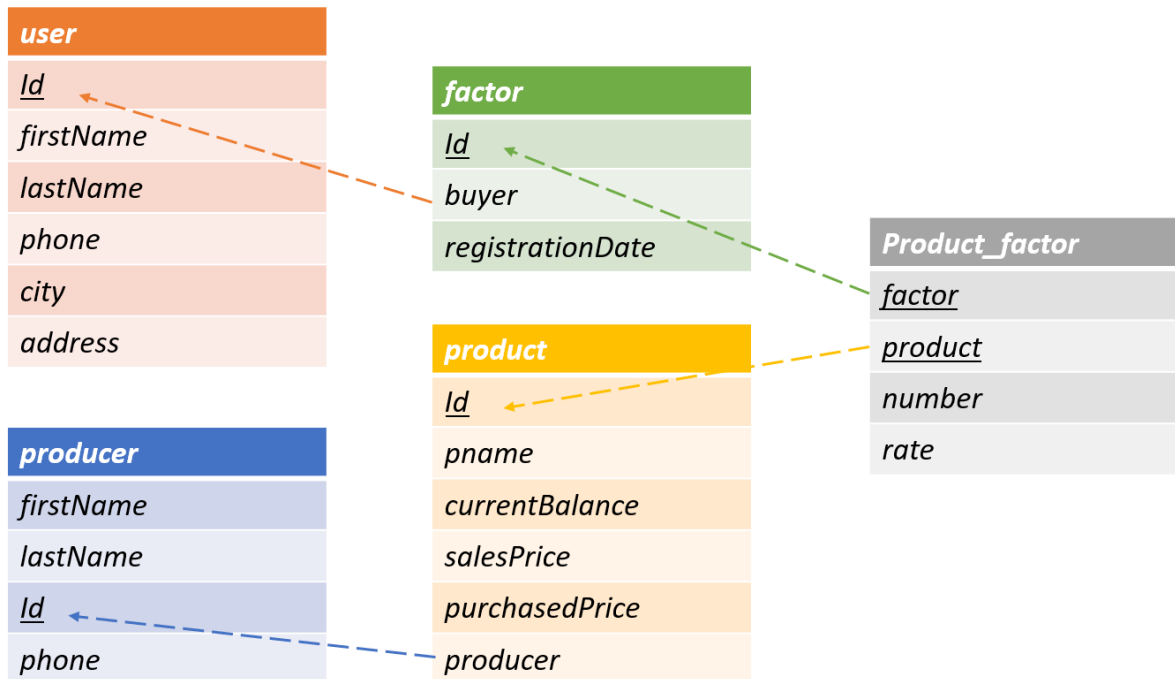 user
Id
firstName
lastName
phone
city
address
producer
firstName
lastName
Id
phone
factor
Id
buyer
registrationDate
product
Id
pname
currentBalance
salesPrice
purchasedPrice
producer
Product_factor
factor
product
number
rate